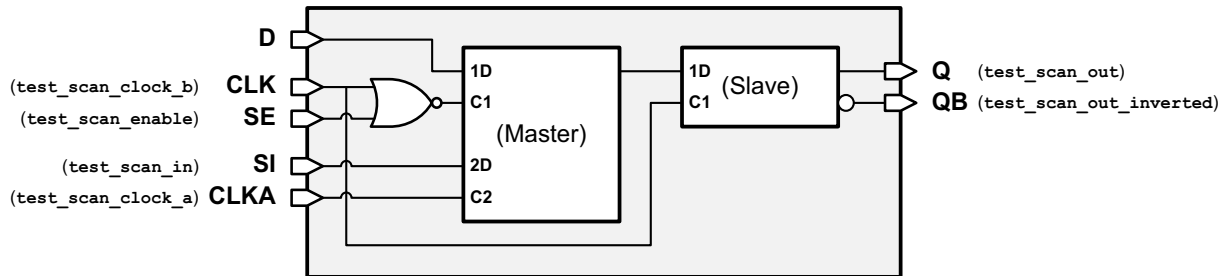 D
(test_scan_clock_b) CLK
(test_scan_enable) SE
(test_scan_in) SI
(test_scan_clock_a) CLKA
1D
C1
(Master)
2D
C2
1D
C1
(Slave)
Q (test_scan_out)
QB (test_scan_out_inverted)